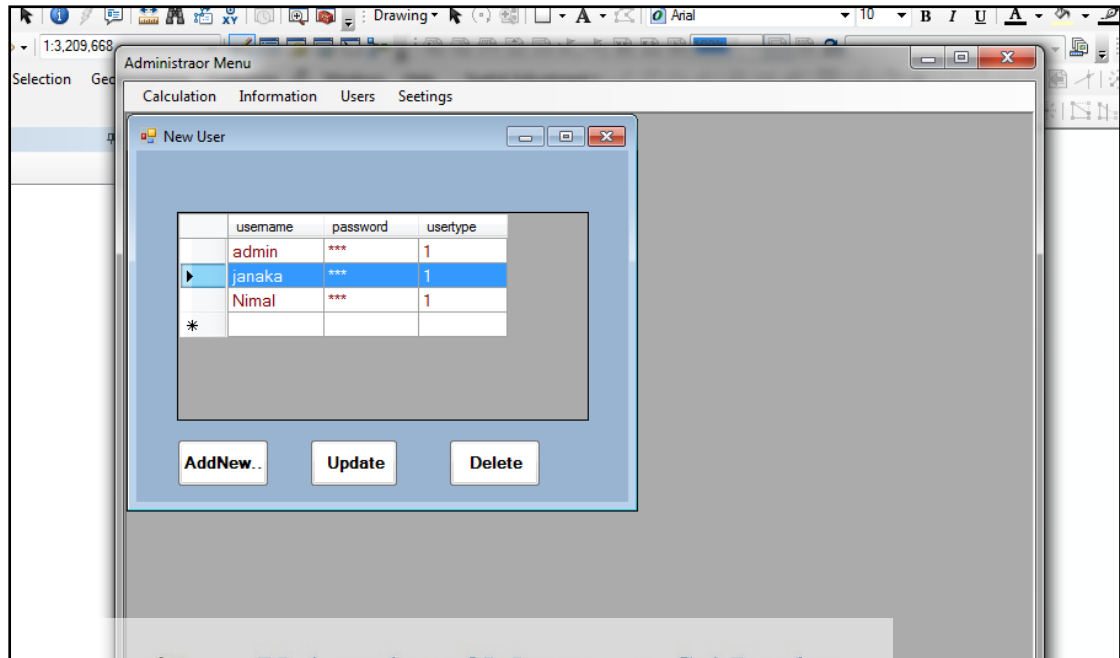 Drawing A Arial 10 B I U A
1:3,209,668
Selection Geo
Administraor Menu
Calculation Information Users Seetings
New User
username password usertype
admin *** 1
janaka *** 1
Nimal *** 1
AddNew.. Update Delete